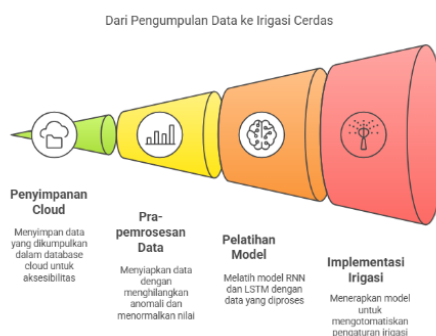 Dari Pengumpulan Data ke Irigasi Cerdas
Penyimpanan
Cloud
Menyimpan data
yang dikumpulkan
dalam database
cloud untuk
aksesibilitas
Pra-
pemrosesan
Data
Menyiapkan data
dengan
menghilangkan
anomali dan
menormalkan nilai
Pelatihan
Model
Melatih model RNN
dan LSTM dengan
data yang diproses
Implementasi
Irigasi
Menerapkan model
untuk
mengotomatiskan
pengaturan irigasi